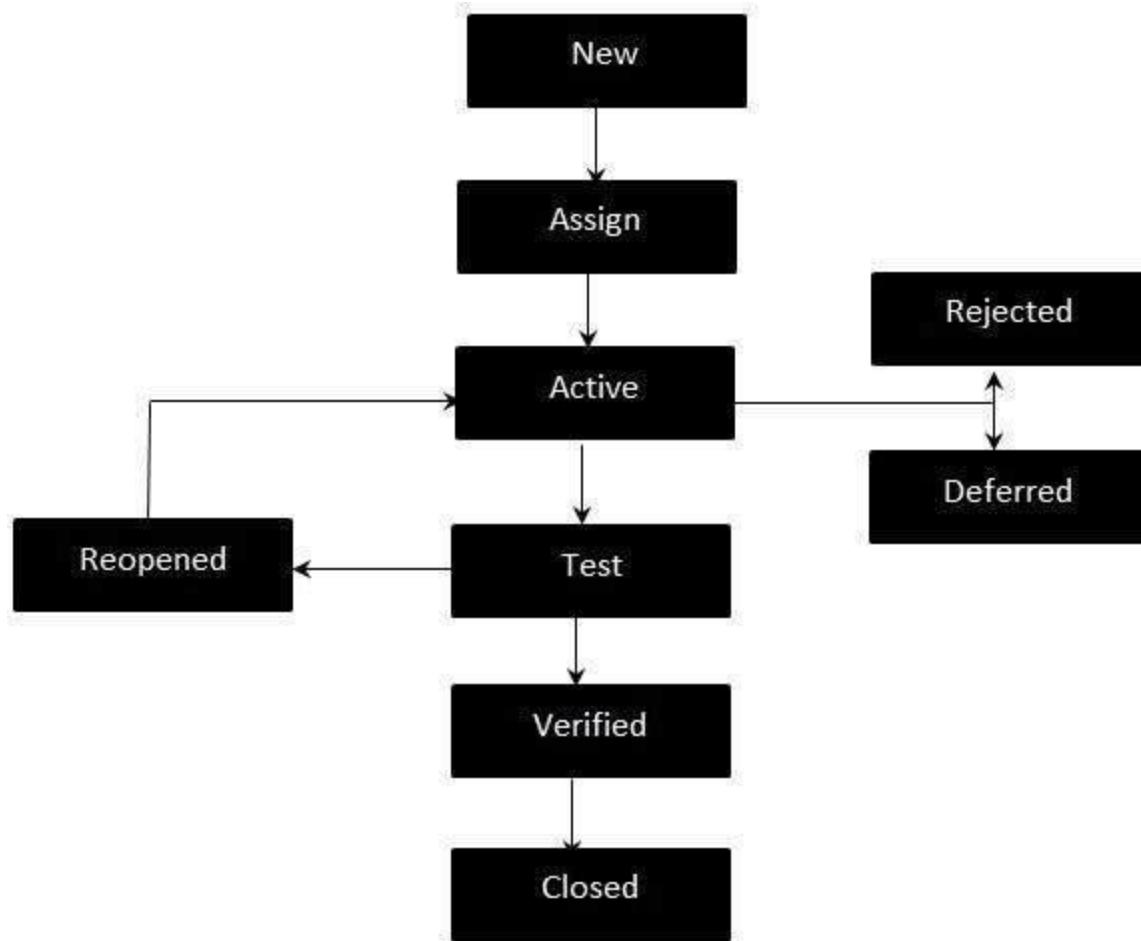 New
Assign
Rejected
Active
Deferred
Reopened
Test
Verified
Closed